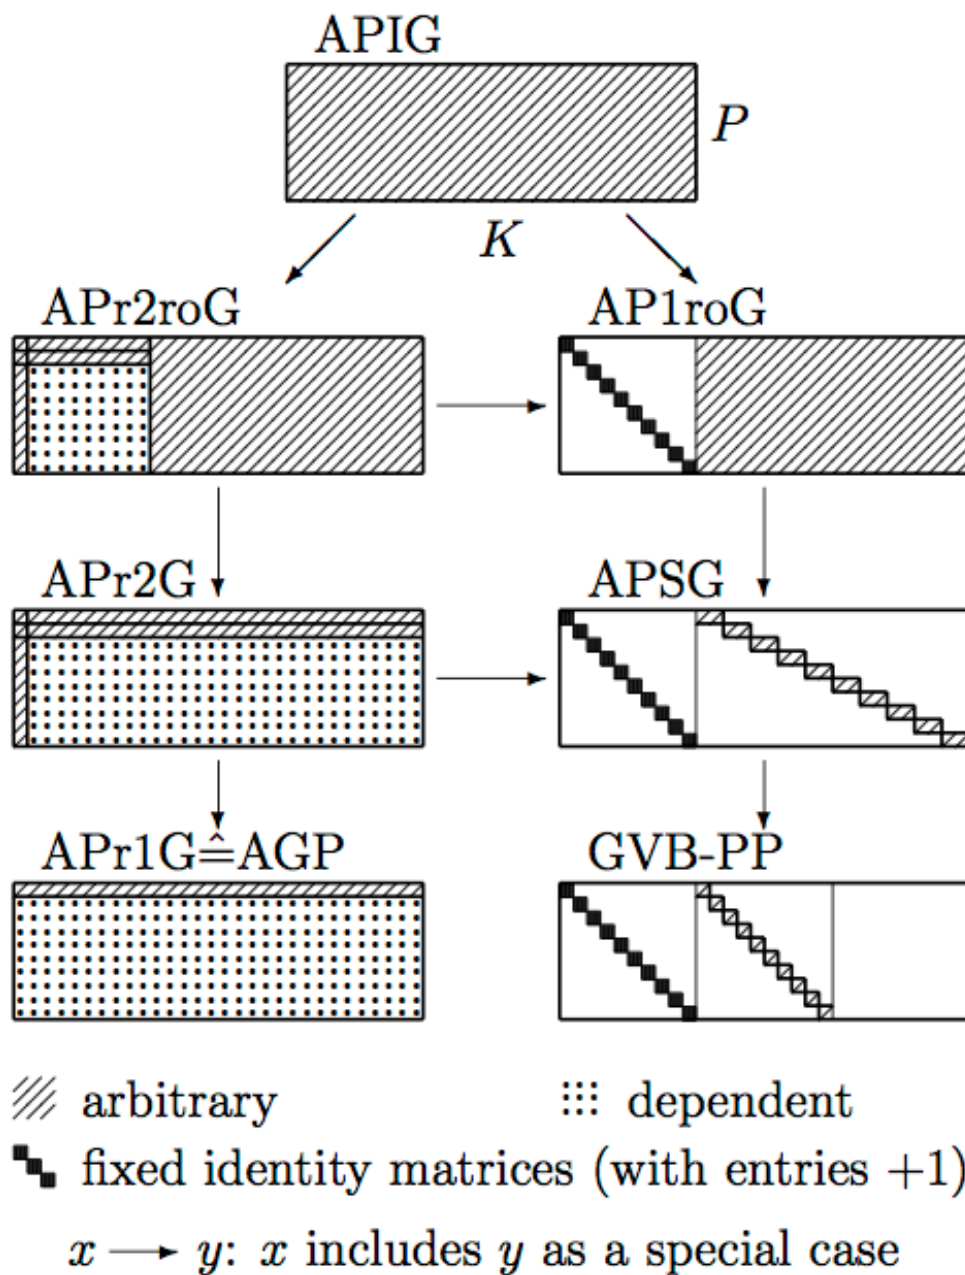 APIG
P
K
APr2roG AP1roG
APr2G APSG
APr1G≙AGP GVB-PP
arbitrary dependent
fixed identity matrices (with entries +1)
x → y: x includes y as a special case